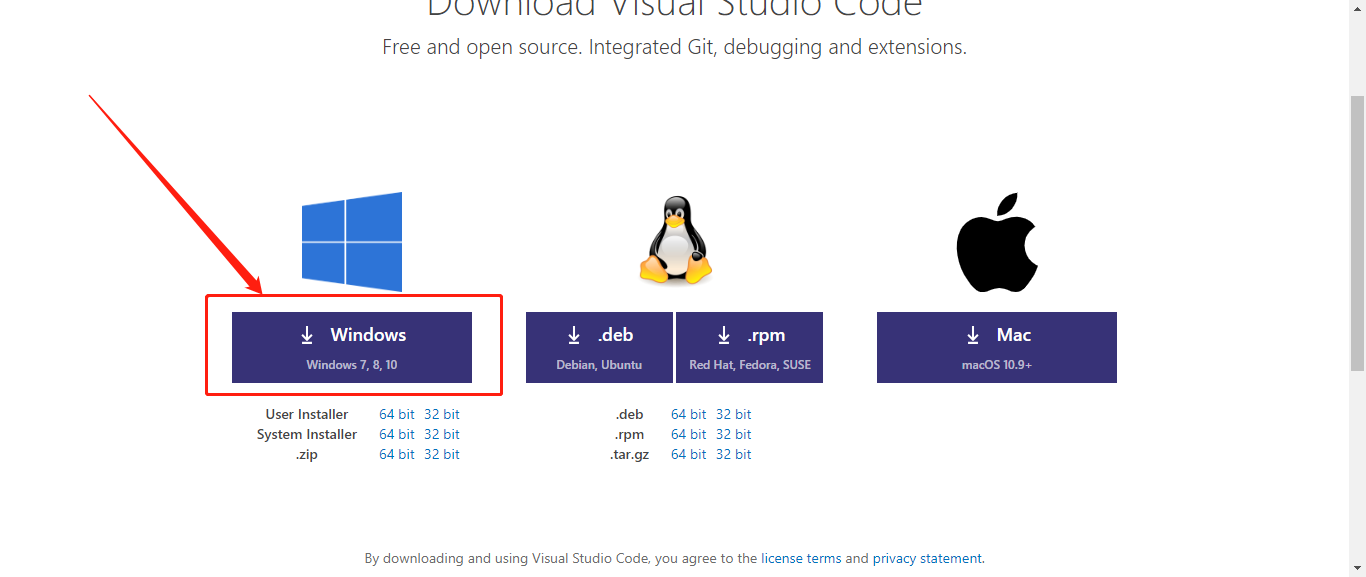 Download Visual Studio Code
Free and open source. Integrated Git, debugging and extensions.
Windows
Windows 7, 8, 10
User Installer 64 bit 32 bit
System Installer 64 bit 32 bit
.zip 64 bit 32 bit
.deb
Debian, Ubuntu
.rpm
Red Hat, Fedora, SUSE
.deb 64 bit 32 bit
.rpm 64 bit 32 bit
.tar.gz 64 bit 32 bit
Mac
macOS 10.9+
By downloading and using Visual Studio Code, you agree to the license terms and privacy statement.